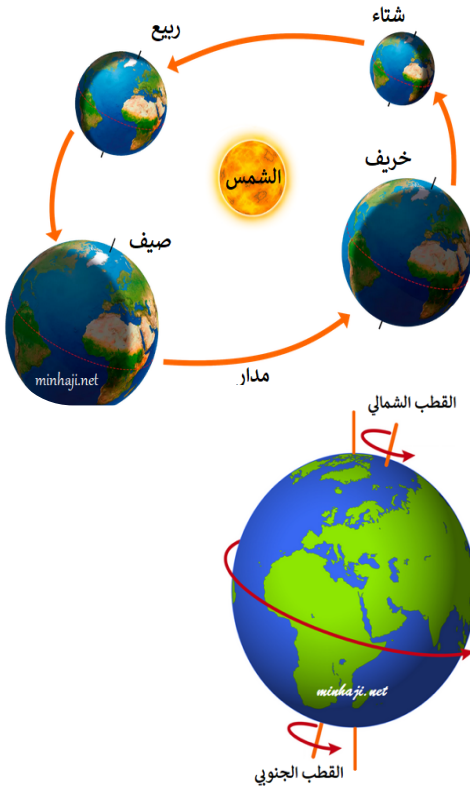 شتاء
ربيع
خريف
الشمس
صيف
minhaji.net
مدار
القطب الشمالي
minhaji.net
القطب الجنوبي